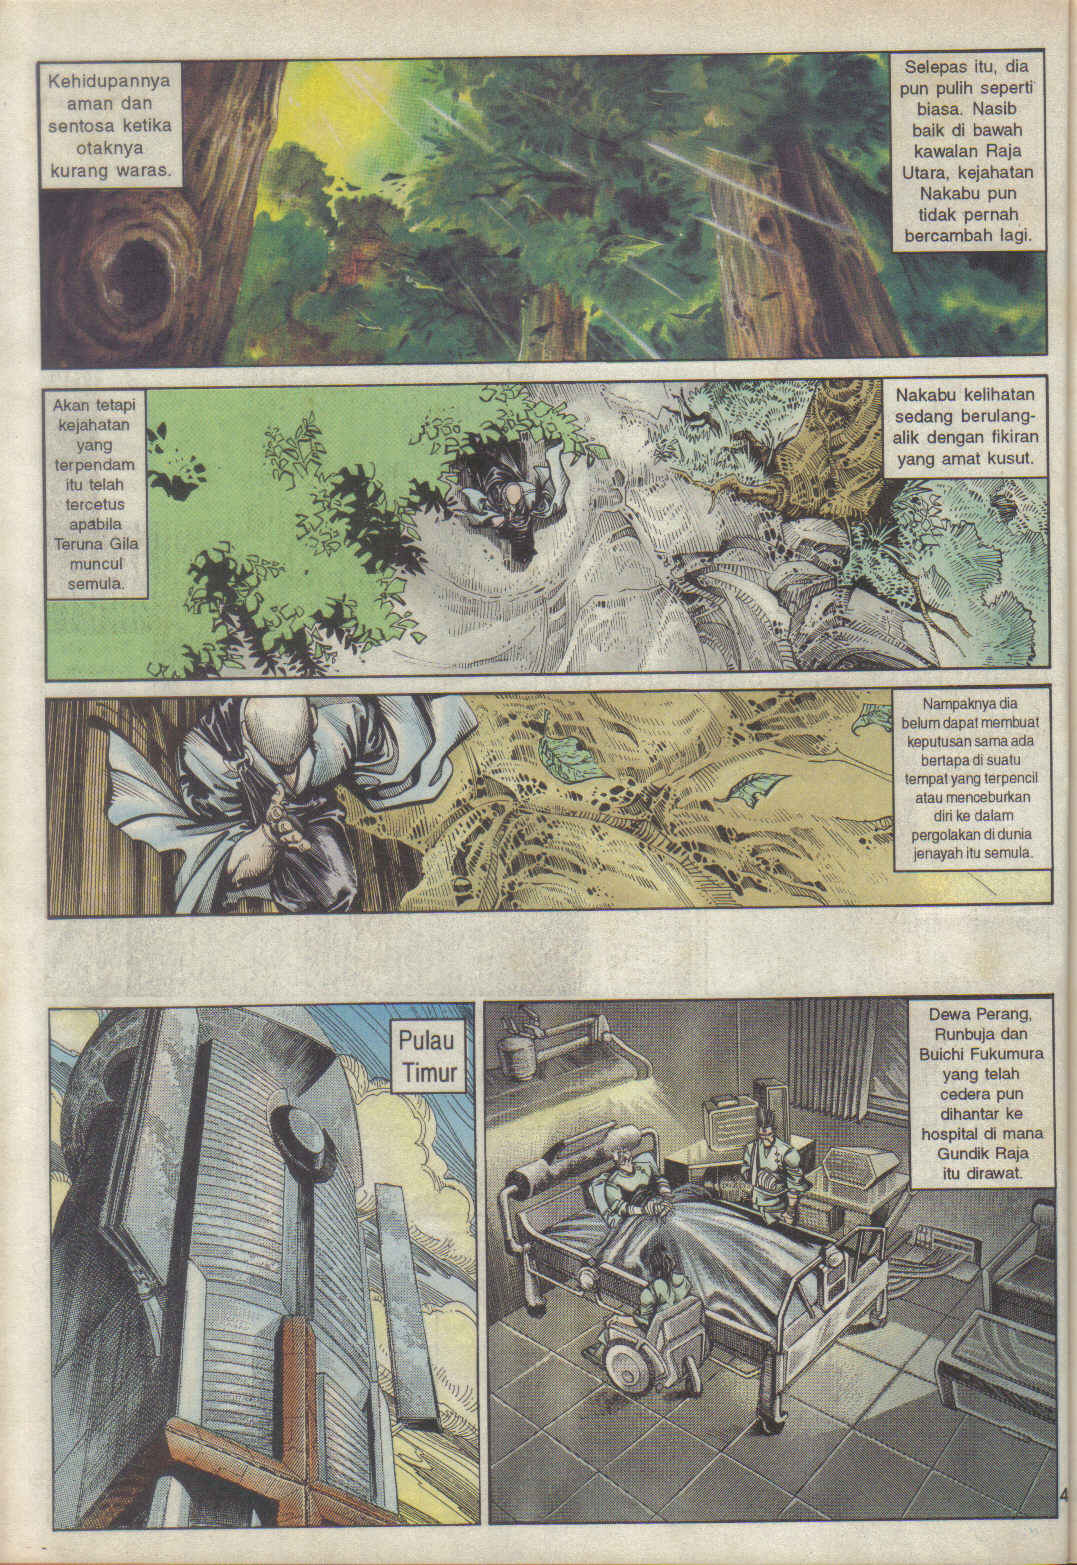 Kehidupannya
aman dan
sentosa ketika
otaknya
kurang waras.
Selepas itu, dia
pun pulih seperti
biasa. Nasib
baik di bawah
kawalan Raja
Utara, kejahatan
Nakabu pun
tidak pernah
bercambah lagi.
Akan tetapi
kejahatan
yang
terpendam
itu telah
tercetus
apabila
Teruna Gila
muncul
semula.
Nakabu kelihatan
sedang berulang-
alik dengan fikiran
yang amat kusut.
Nampaknya dia
belum dapat membuat
keputusan sama ada
bertapa di suatu
tempat yang terpencil
atau menceburkan
diri ke dalam
pergolakan di dunia
jenayah itu semula.
Pulau
Timur
Dewa Perang,
Runbuja dan
Buichi Fukumura
yang telah
cedera pun
dihantar ke
hospital di mana
Gundik Raja
itu dirawat.
4